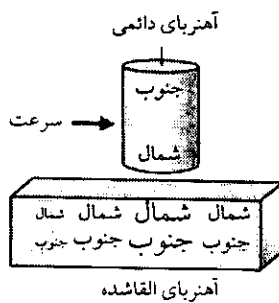 آهنربای دائمی
جنوب
سرعت
شمال
شمال شمال شمال شمال
جنوب جنوب جنوب جنوب
آهنربای القاشده